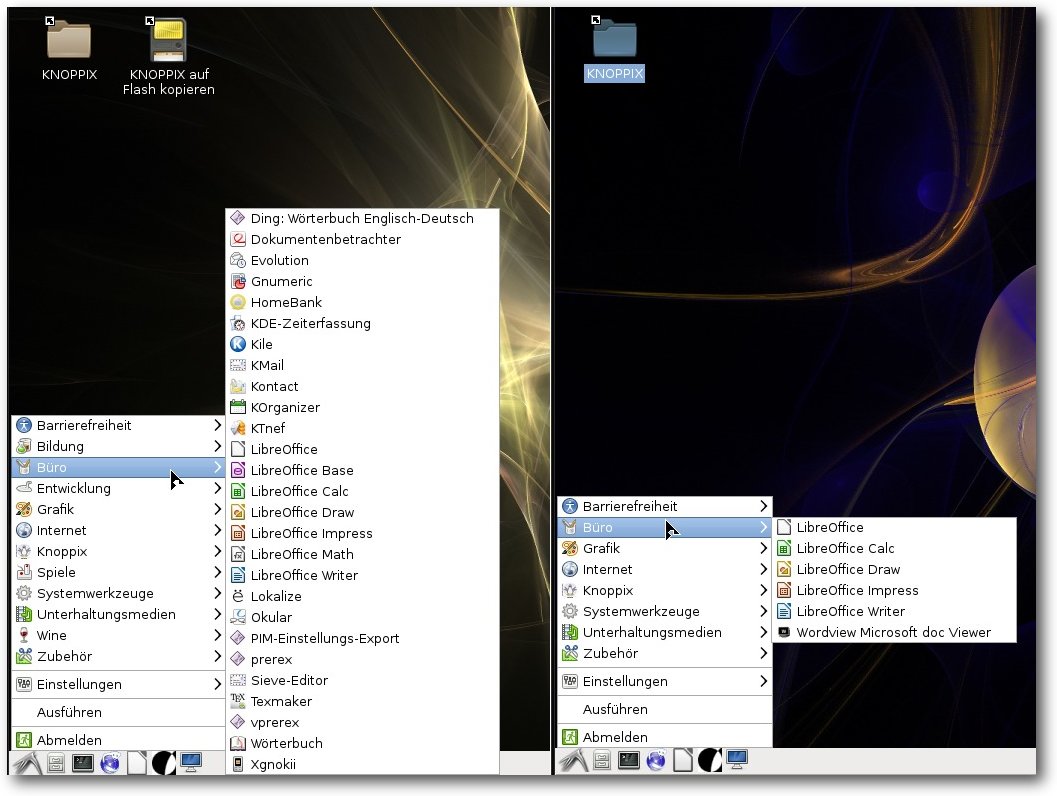 KNOPPIX
KNOPPIX auf
Flash kopieren
Ding: Wörterbuch Englisch-Deutsch
Dokumentenbetrachter
Evolution
Gnumeric
HomeBank
KDE-Zeiterfassung
Kile
KMail
Kontact
KOrganizer
KTnef
LibreOffice
LibreOffice Base
LibreOffice Calc
LibreOffice Draw
LibreOffice Impress
LibreOffice Math
LibreOffice Writer
Lokalize
Okular
PIM-Einstellungs-Export
prerex
Sieve-Editor
Texmaker
vprerex
Wörterbuch
Xgnokii
Barrierefreiheit
Bildung
Büro
Entwicklung
Grafik
Internet
Knoppix
Spiele
Systemwerkzeuge
Unterhaltungsmedien
Wine
Zubehör
Einstellungen
Ausführen
Abmelden
KNOPPIX
Barrierefreiheit
Büro
Grafik
Internet
Knoppix
Systemwerkzeuge
Unterhaltungsmedien
Zubehör
Einstellungen
Ausführen
Abmelden
LibreOffice
LibreOffice Calc
LibreOffice Draw
LibreOffice Impress
LibreOffice Writer
Wordview Microsoft doc Viewer